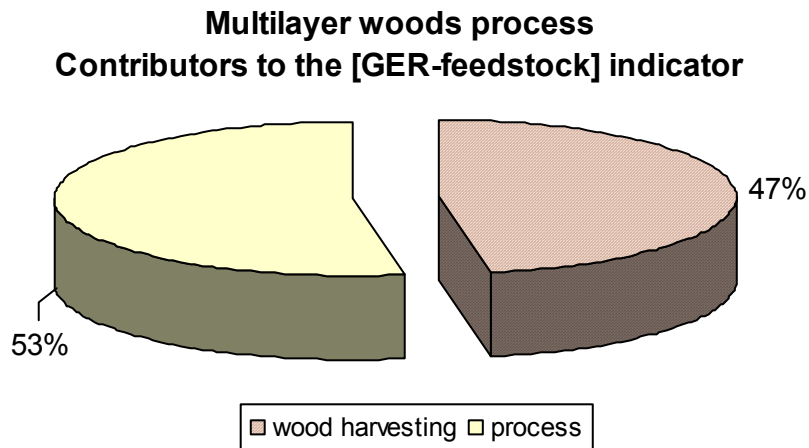 Multilayer woods process
Contributors to the [GER-feedstock] indicator
47%
53%
wood harvesting process